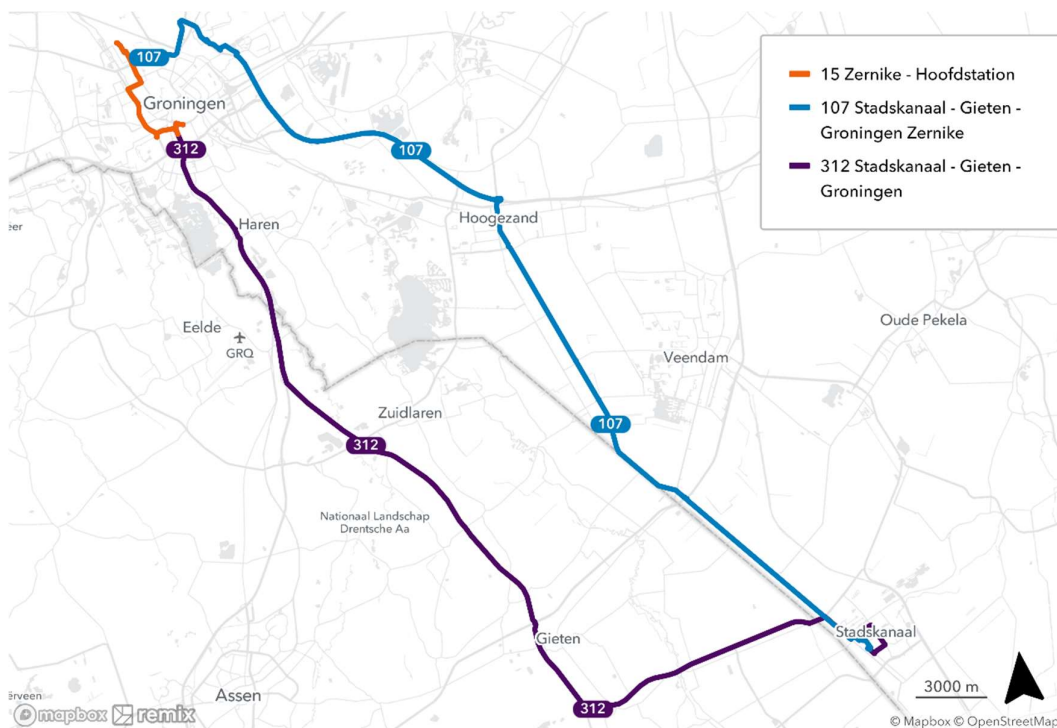 107
Groningen
312
107
Hoogezand
Haren
eer
Eelde
GRQ
Zuidlaren
312
Nationaal Landschap
Drentsche Aa
Veendam
Oude Pekela
107
Gieten
312
Stadskanaal
Assen
erveen
15 Zernike - Hoofdstation
107 Stadskanaal - Gieten -
Groningen Zernike
312 Stadskanaal - Gieten -
Groningen
3000 m
mapbox remix
© Mapbox © OpenStreetMap